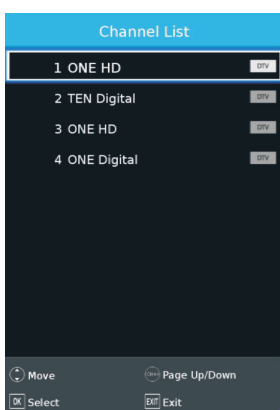 Channel List
1 ONE HD DTV
2 TEN Digital DTV
3 ONE HD DTV
4 ONE Digital DTV
Move Page Up/Down
OK Select EXIT Exit